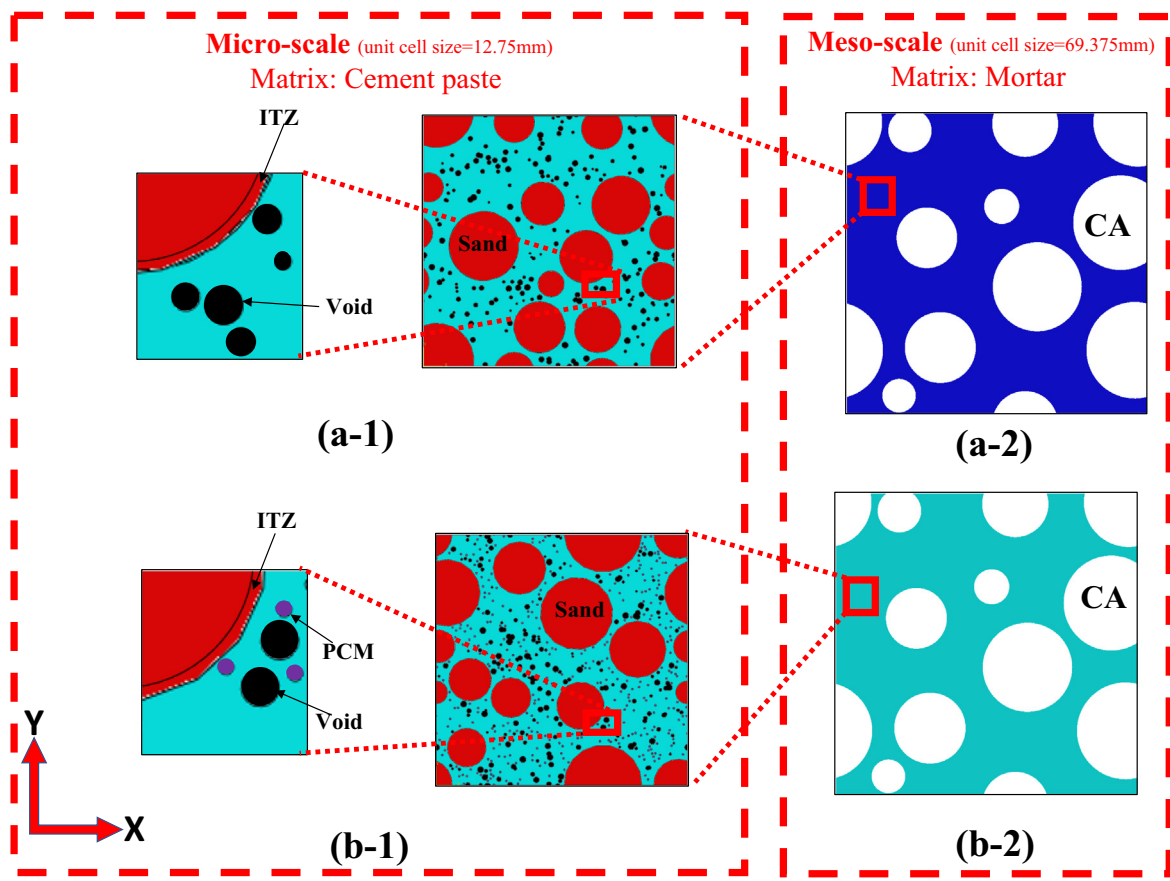 Micro-scale (unit cell size=12.75mm)
Matrix: Cement paste
Meso-scale (unit cell size=69.375mm)
Matrix: Mortar
ITZ
Sand
Void
CA
(a-1)
(a-2)
ITZ
Sand
PCM
Void
CA
Y
X
(b-1)
(b-2)